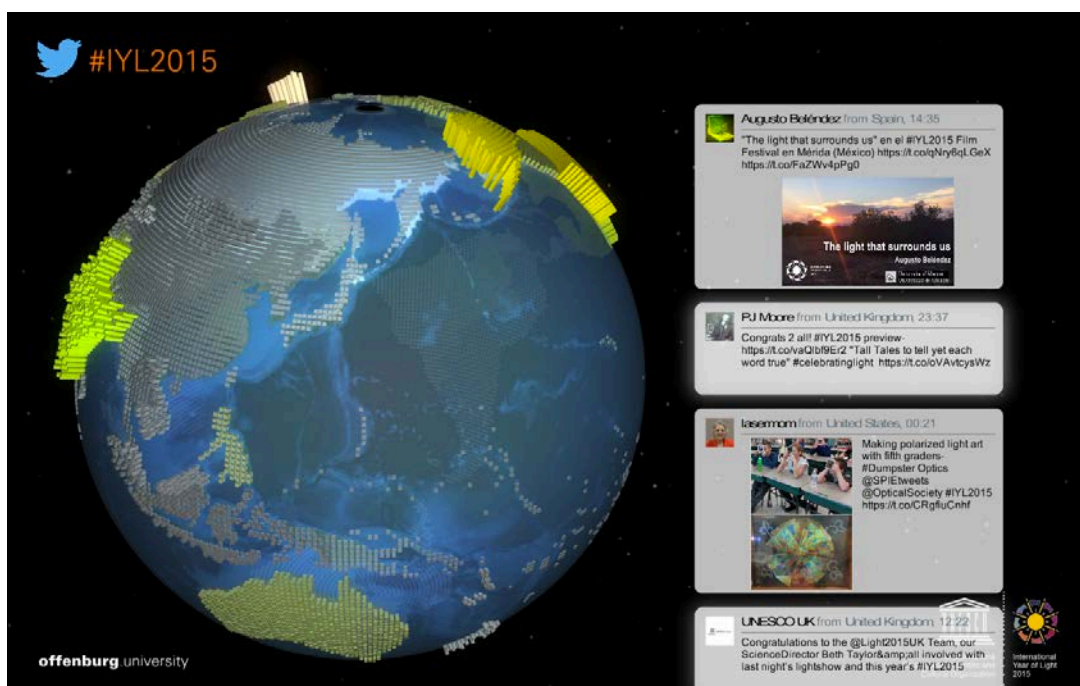 #IYL2015
Augusto Beléndez from Spain, 14:35
"The light that surrounds us" en el #IYL2015 Film
Festival en Mérida (México) https://t.co/qNry6qLGeX
https://t.co/FaZWv4pPg0
The light that surrounds us
Augusto Beléndez
PJ Moore from United Kingdom, 23:37
Congrats 2 all! #IYL2015 preview-
https://t.co/vaQlbf9Er2 "Tall Tales to tell yet each
word true" #celebratinglight https://t.co/oVAvtcysWz
lasermom from United States, 00:21
Making polarized light art
with fifth graders-
#Dumpster Optics
@SPIEtweets
@OpticalSociety #IYL2015
https://t.co/CRgfluCnhf
UNESCO UK from United Kingdom, 12:22
Congratulations to the @Light2015UK Team, our
ScienceDirector Beth Taylor&amp;all involved with
last night's lightshow and this year's #IYL2015
offenburg.university
International
Year of Light
2015